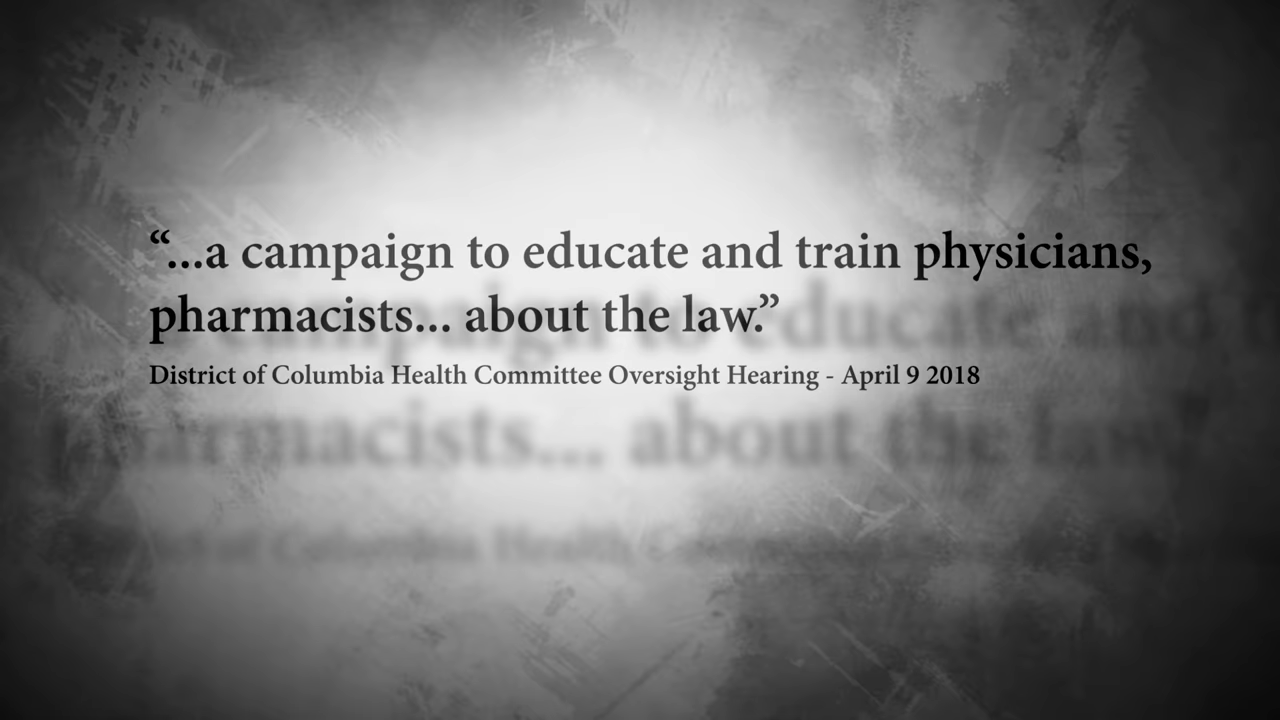 “...a campaign to educate and train physicians,
pharmacists... about the law.”
District of Columbia Health Committee Oversight Hearing - April 9 2018